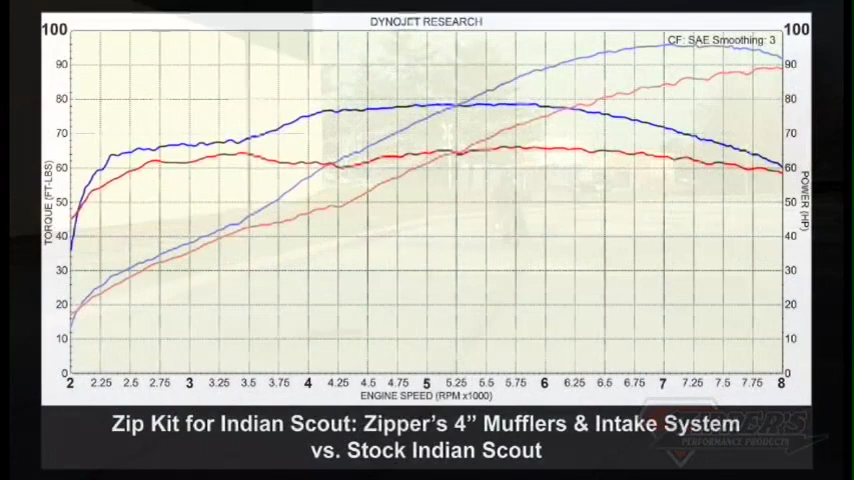 DYNOJET RESEARCH
100 100
CF: SAE Smoothing: 3
90 90
80 80
70 70
60 60
50 50
40 40
30 30
20 20
10 10
0 0
TORQUE (FT-LBS)
POWER (HP)
2 2.25 2.5 2.75 3 3.25 3.5 3.75 4 4.25 4.5 4.75 5 5.25 5.5 5.75 6 6.25 6.5 6.75 7 7.25 7.5 7.75 8
ENGINE SPEED (RPM x1000)
Zip Kit for Indian Scout: Zipper's 4” Mufflers & Intake System
vs. Stock Indian Scout
ZIPPER'S
PERFORMANCE PRODUCTS